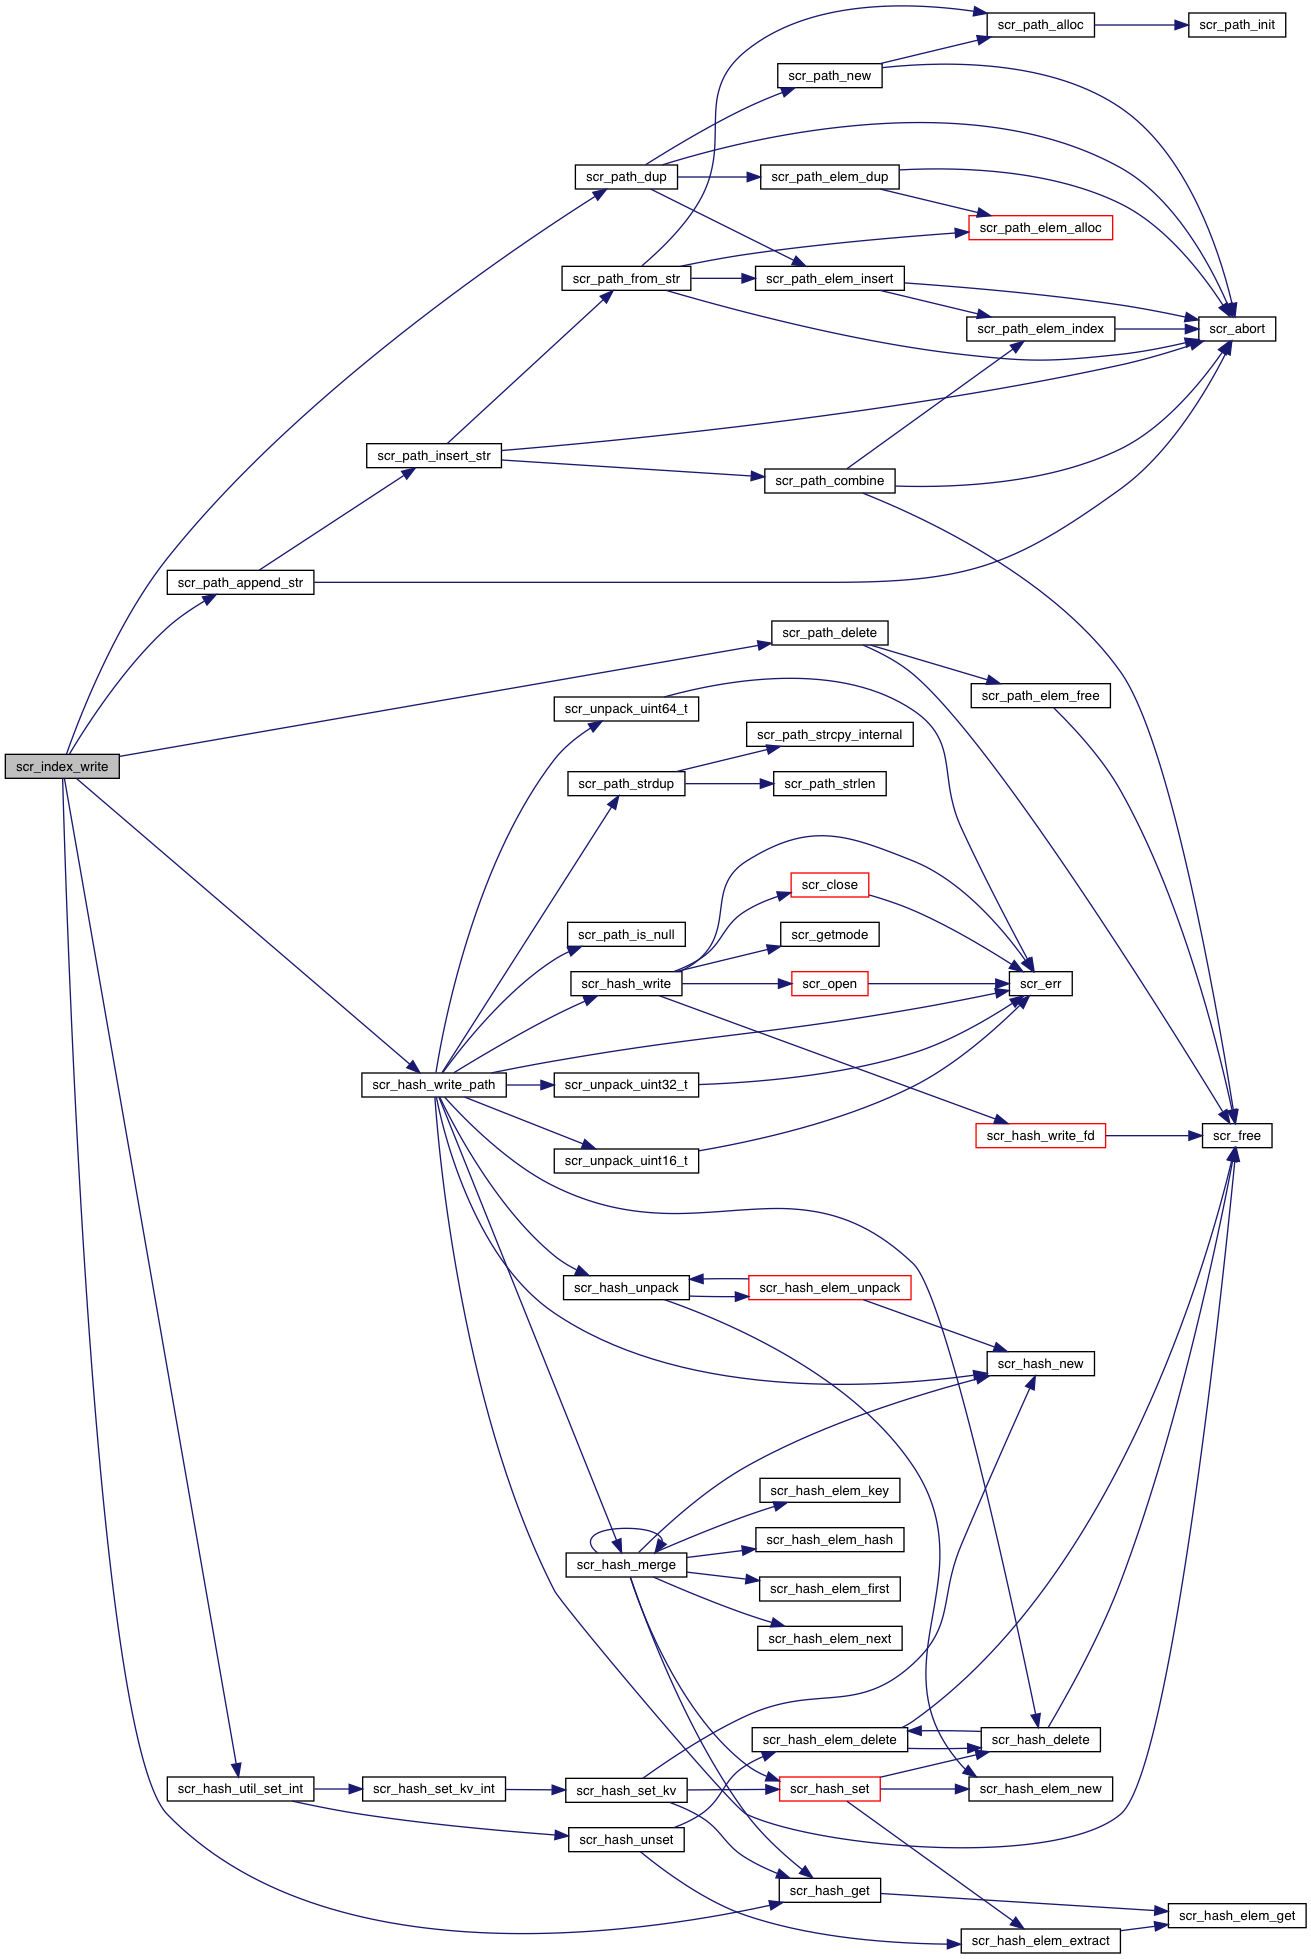 scr_path_alloc
scr_path_init
scr_path_new
scr_path_dup
scr_path_elem_dup
scr_path_elem_alloc
scr_path_from_str
scr_path_elem_insert
scr_path_elem_index
scr_abort
scr_path_insert_str
scr_path_combine
scr_path_append_str
scr_path_delete
scr_path_elem_free
scr_unpack_uint64_t
scr_path_strcpy_internal
scr_index_write
scr_path_strdup
scr_path_strlen
scr_close
scr_path_is_null
scr_getmode
scr_hash_write
scr_open
scr_err
scr_hash_write_path
scr_unpack_uint32_t
scr_hash_write_fd
scr_free
scr_unpack_uint16_t
scr_hash_unpack
scr_hash_elem_unpack
scr_hash_new
scr_hash_elem_key
scr_hash_elem_hash
scr_hash_merge
scr_hash_elem_first
scr_hash_elem_next
scr_hash_elem_delete
scr_hash_delete
scr_hash_util_set_int
scr_hash_set_kv_int
scr_hash_set_kv
scr_hash_set
scr_hash_elem_new
scr_hash_unset
scr_hash_get
scr_hash_elem_get
scr_hash_elem_extract